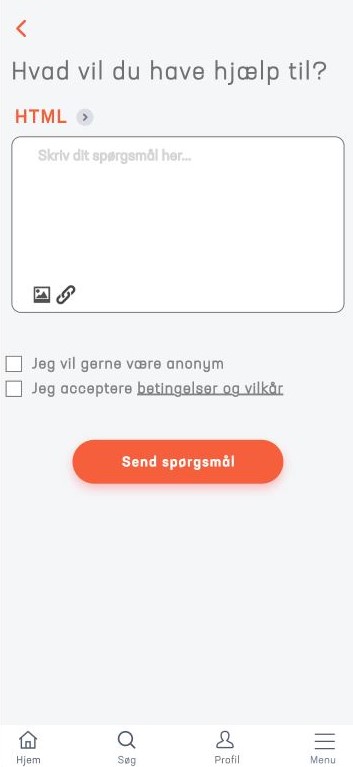 Hvad vil du have hjælp til?
HTML
Skriv dit spørgsmål her...
Jeg vil gerne være anonym
Jeg acceptere betingelser og vilkår
Send spørgsmål
Hjem
Søg
Profil
Menu